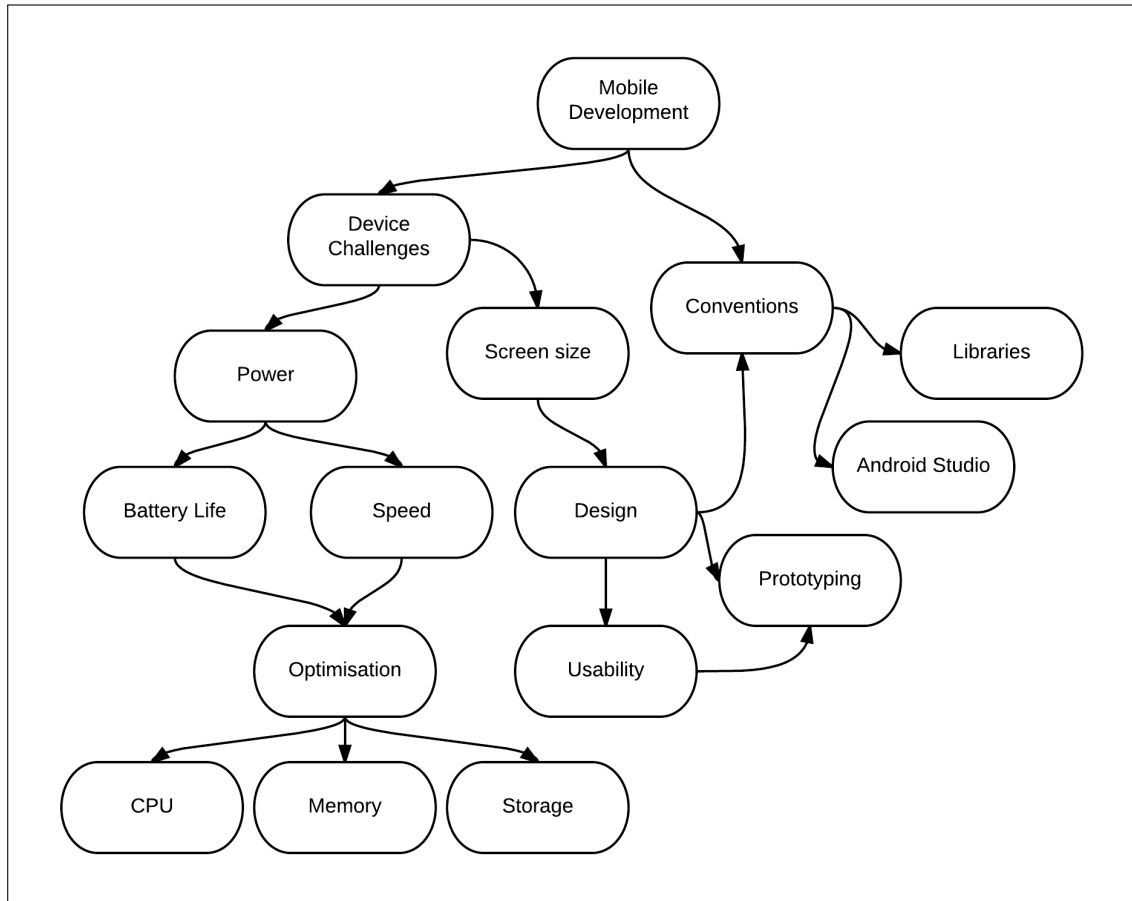 Mobile
Development
Device
Challenges
Conventions
Power
Screen size
Libraries
Android Studio
Battery Life
Speed
Design
Prototyping
Optimisation
Usability
CPU
Memory
Storage